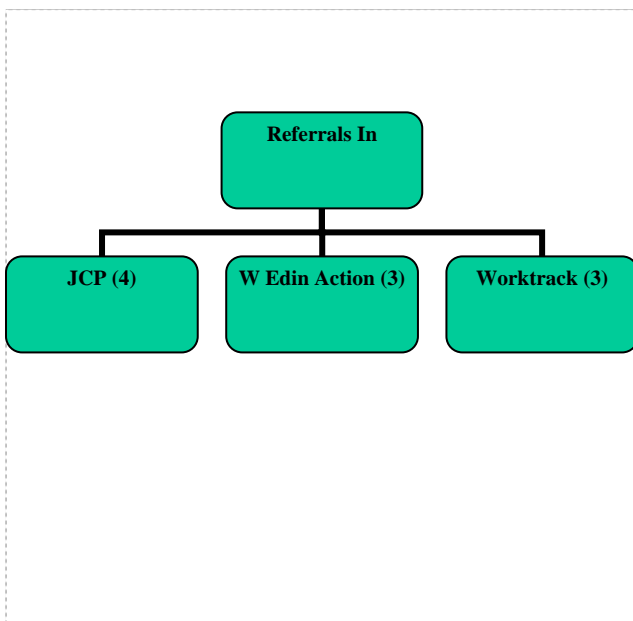 Referrals In
JCP (4)
W Edin Action (3)
Worktrack (3)